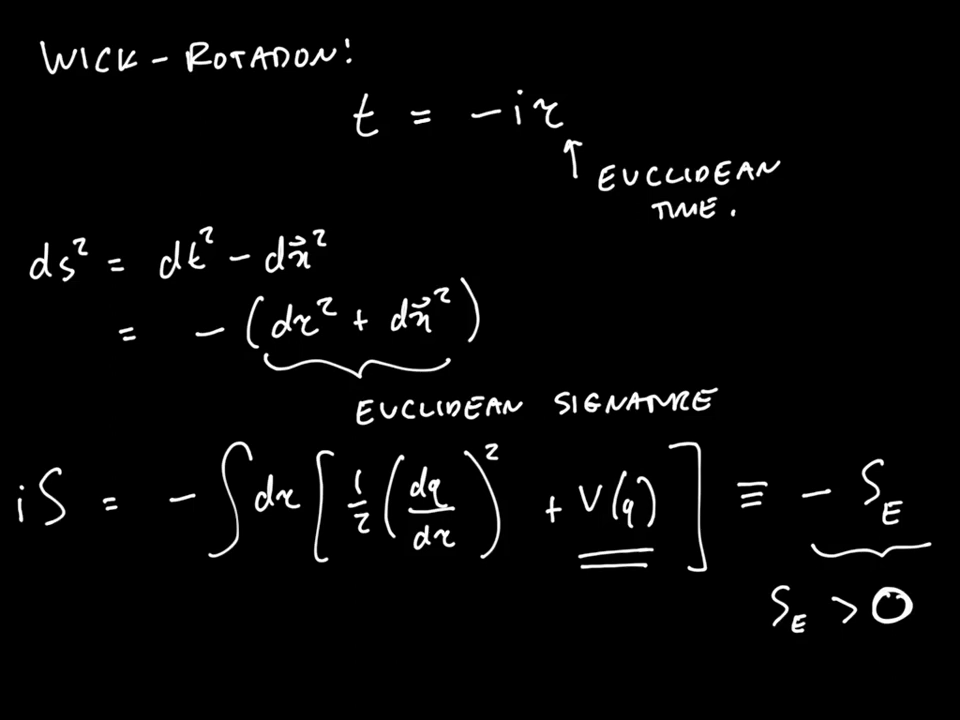 WICK - ROTATION!
t = -iτ
↑ EUCLIDEAN
TIME.
ds² = dt² - dx⃗²
= -(dτ² + dx⃗²)
EUCLIDEAN SIGNATURE
iS = -∫dτ[½(dq/dτ)² + V(q)] ≡ -S_E
S_E > 0